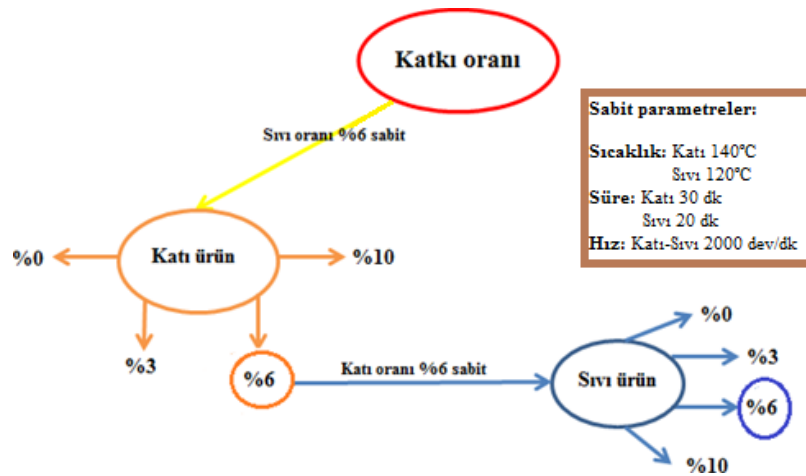 Katkı oranı
Sıvı oranı %6 sabit
Sabit parametreler:
Sıcaklık: Katı 140°C
Sıvı 120°C
Süre: Katı 30 dk
Sıvı 20 dk
Hız: Katı-Sıvı 2000 dev/dk
Katı ürün
%0
%10
%3
%6
Katı oranı %6 sabit
Sıvı ürün
%0
%3
%6
%10